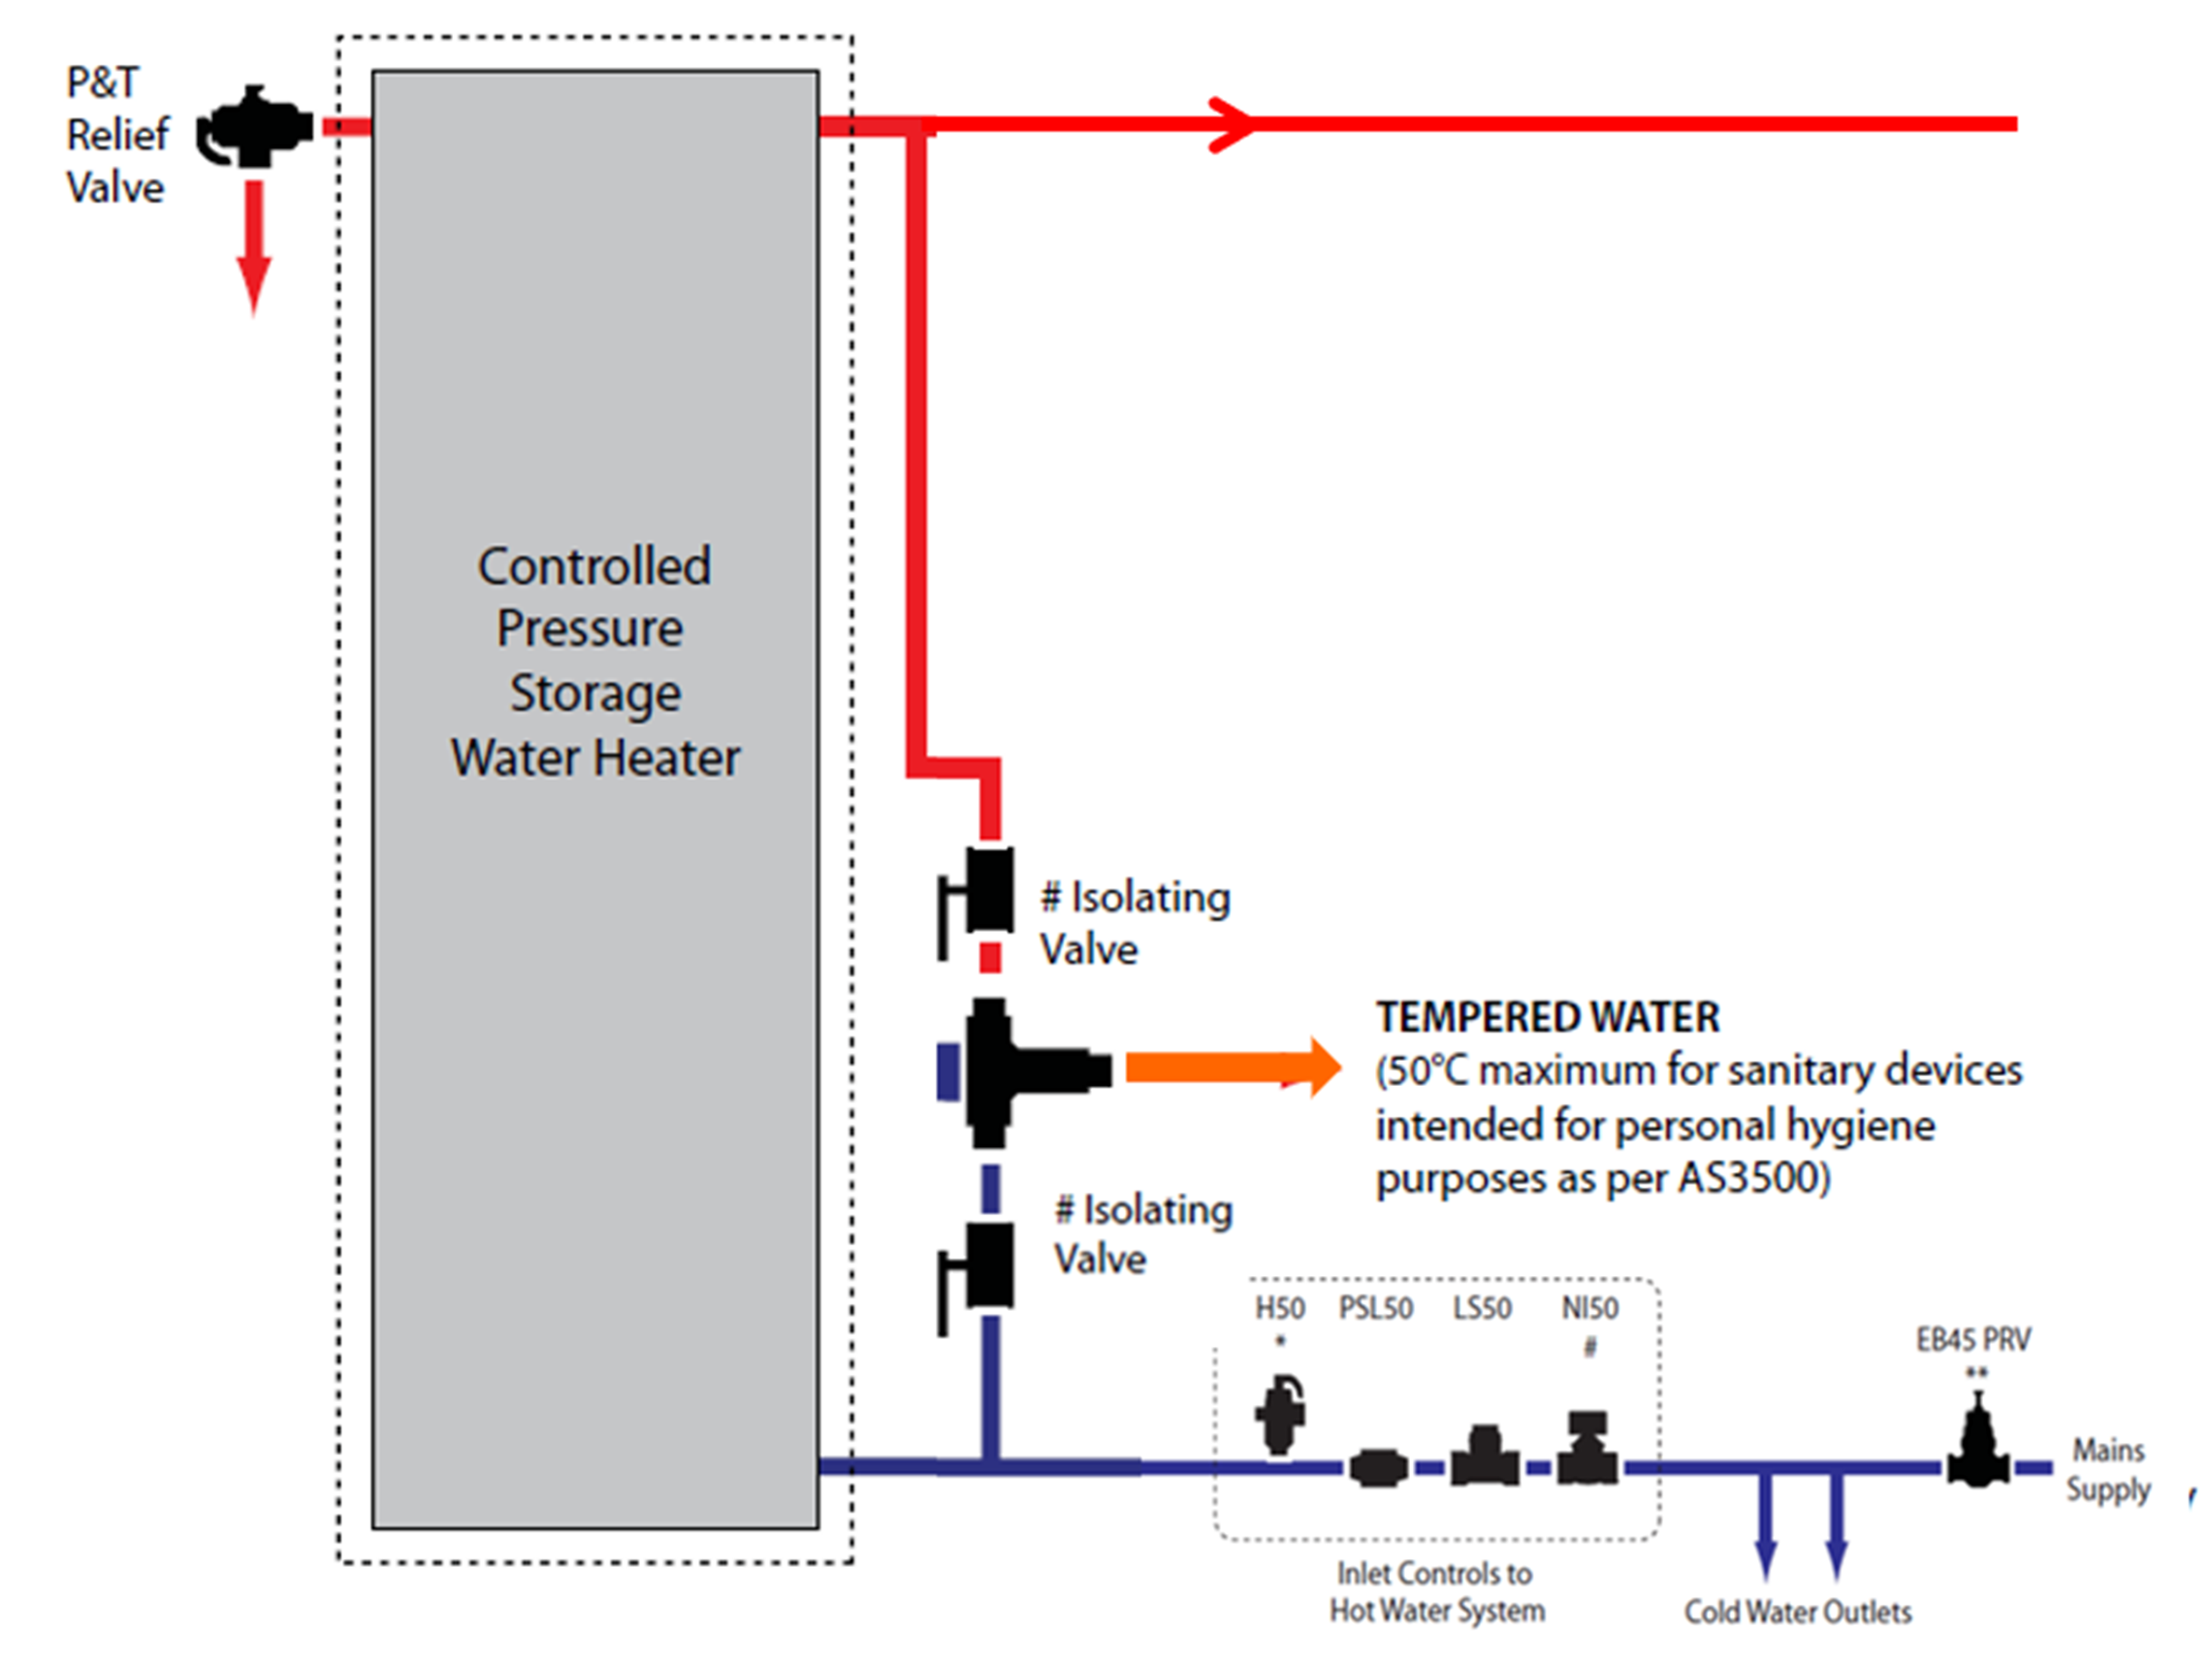 P&T
Relief
Valve
Controlled
Pressure
Storage
Water Heater
# Isolating
Valve
TEMPERED WATER
(50°C maximum for sanitary devices
intended for personal hygiene
purposes as per AS3500)
# Isolating
Valve
H50 PSL50 LS50 NI50
* #
EB45 PRV
**
Mains
Supply
Inlet Controls to
Hot Water System
Cold Water Outlets